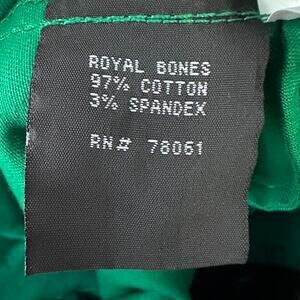 ROYAL BONES
97% COTTON
3% SPANDEX
RN# 78061